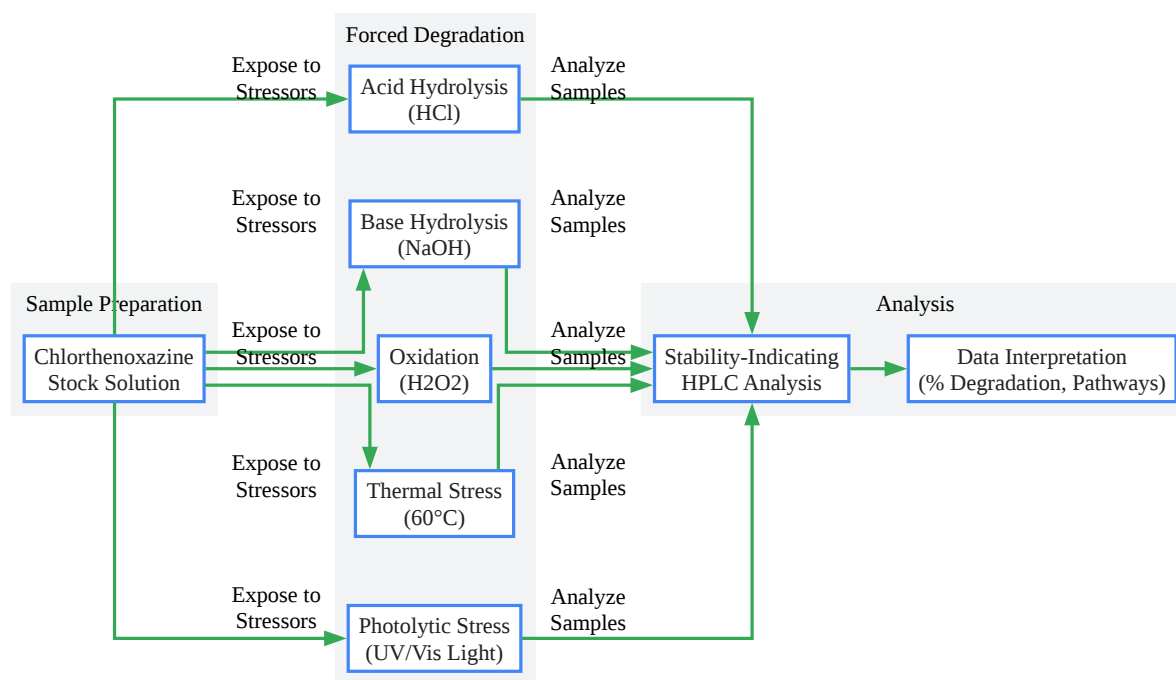 Forced Degradation
Expose to
Stressors
Acid Hydrolysis
(HCl)
Analyze
Samples
Expose to
Stressors
Base Hydrolysis
(NaOH)
Analyze
Samples
Sample Preparation
Chlorthenoxazine
Stock Solution
Expose to
Stressors
Oxidation
(H2O2)
Analyze
Samples
Analysis
Stability-Indicating
HPLC Analysis
Data Interpretation
(% Degradation, Pathways)
Expose to
Stressors
Thermal Stress
(60°C)
Analyze
Samples
Expose to
Stressors
Photolytic Stress
(UV/Vis Light)
Analyze
Samples